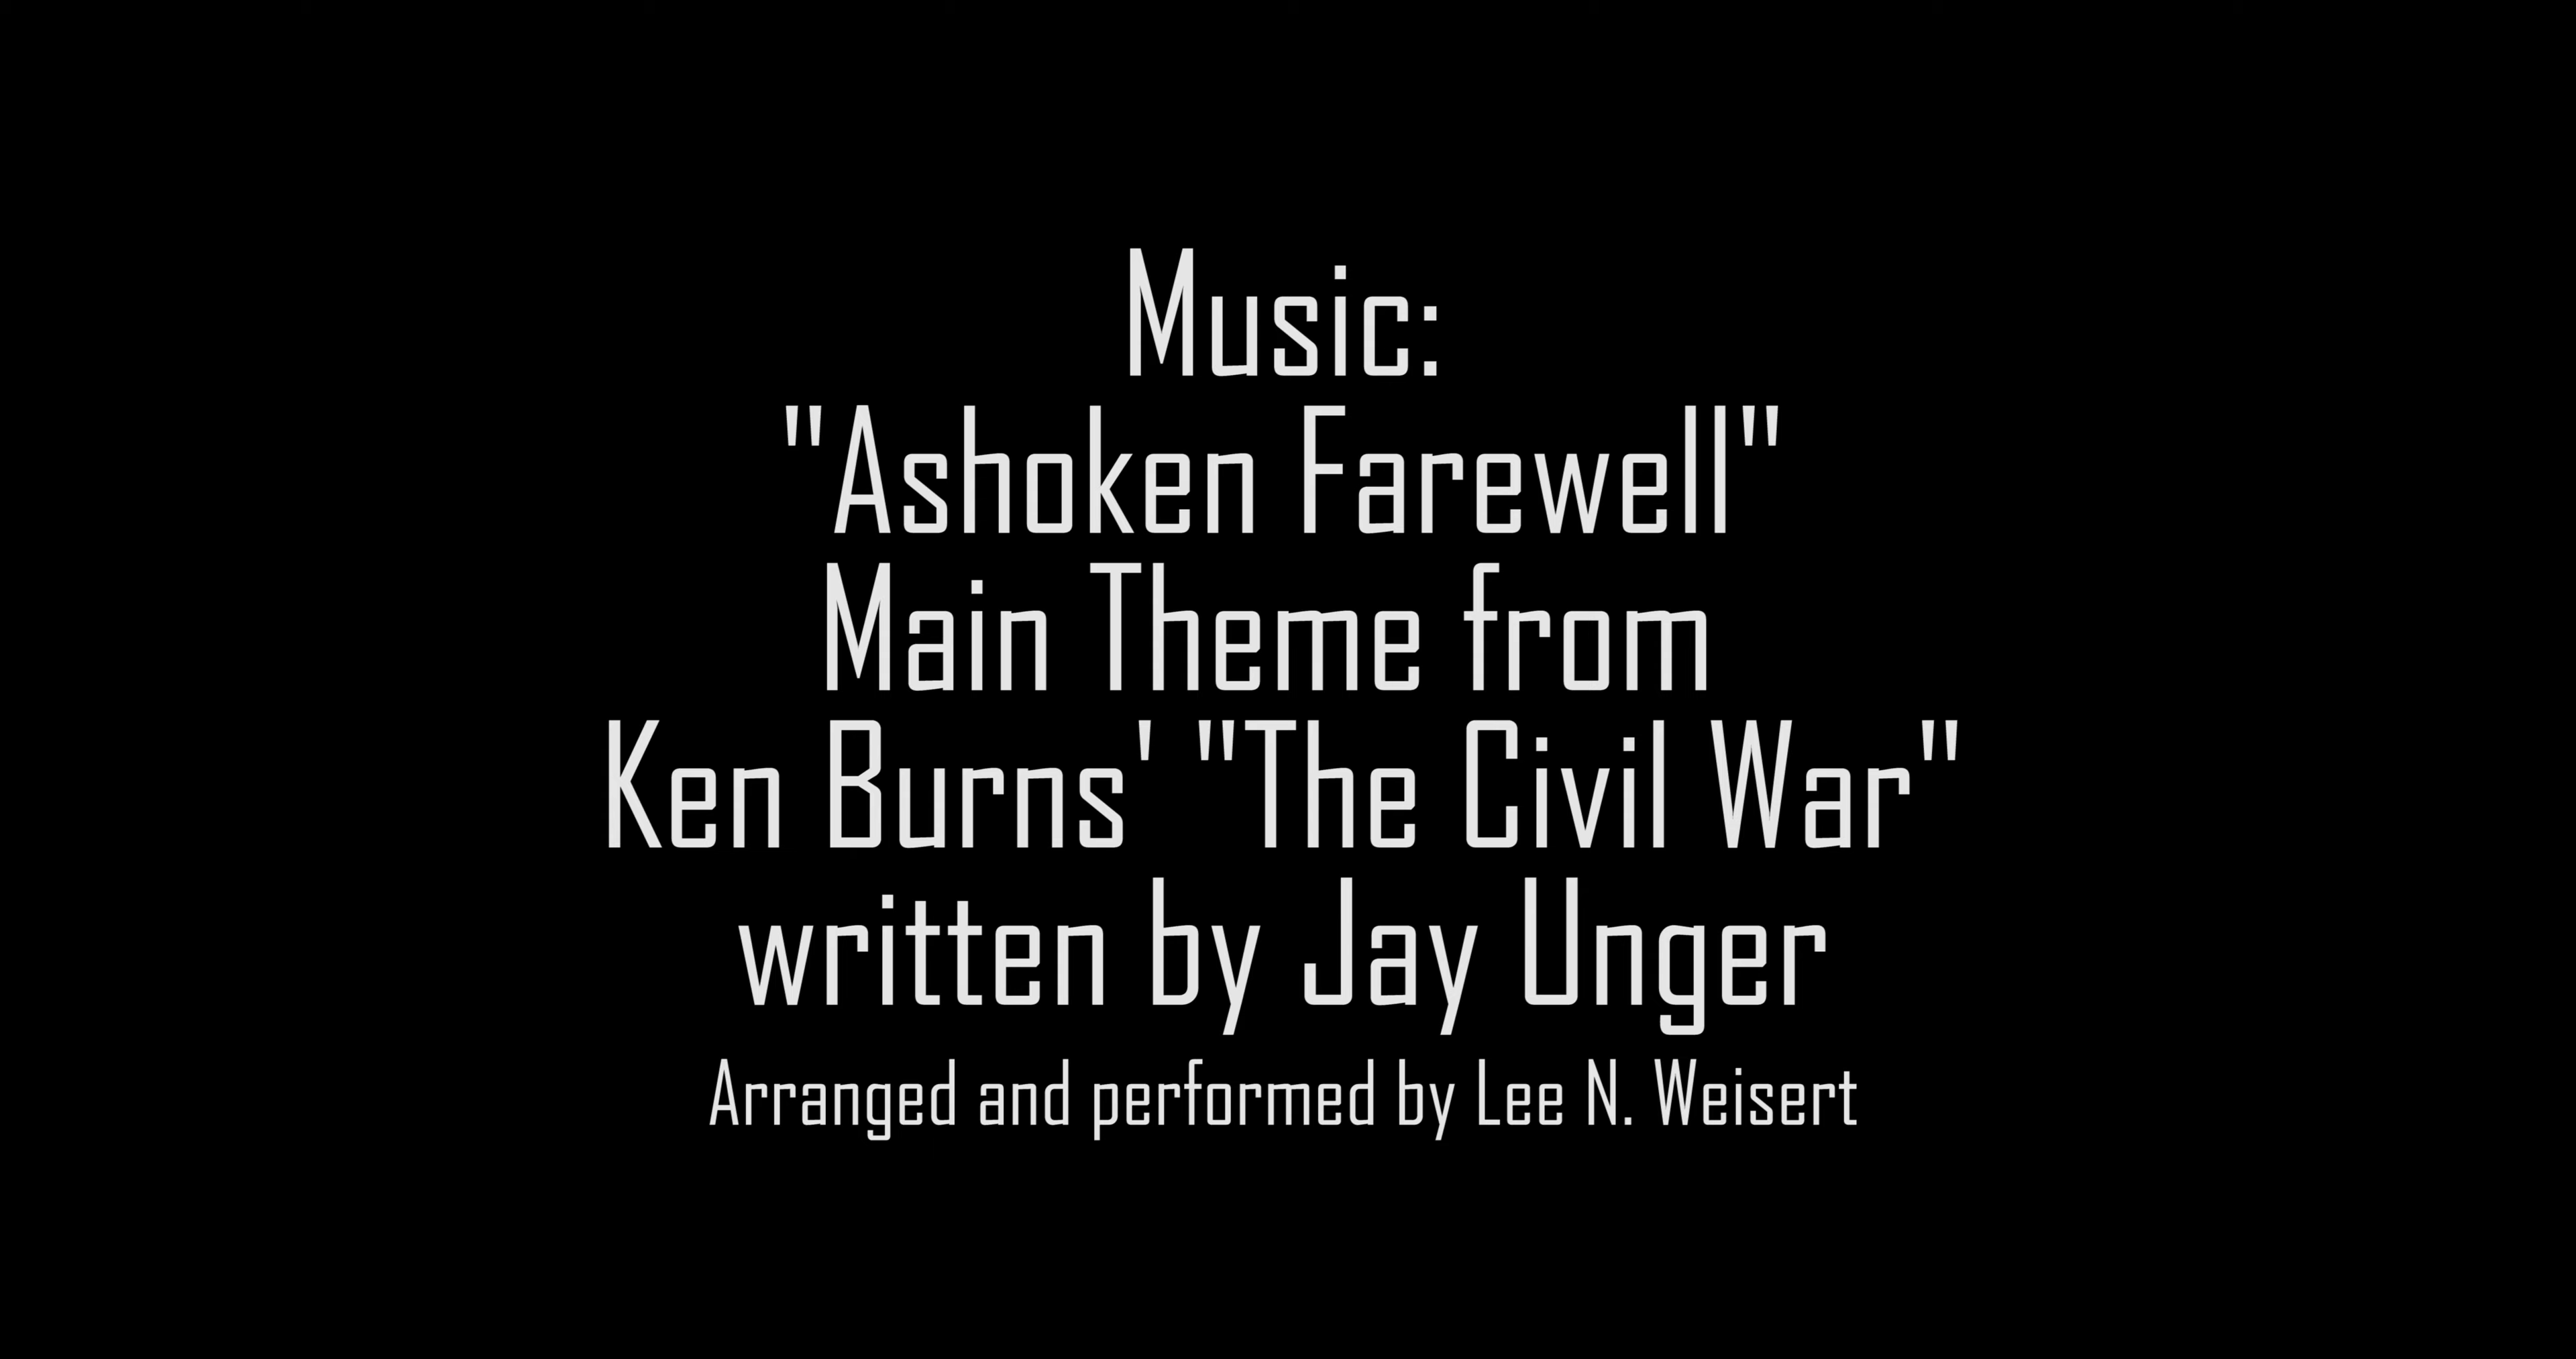 Music:
"Ashoken Farewell"
Main Theme from
Ken Burns' "The Civil War"
written by Jay Unger
Arranged and performed by Lee N. Weisert